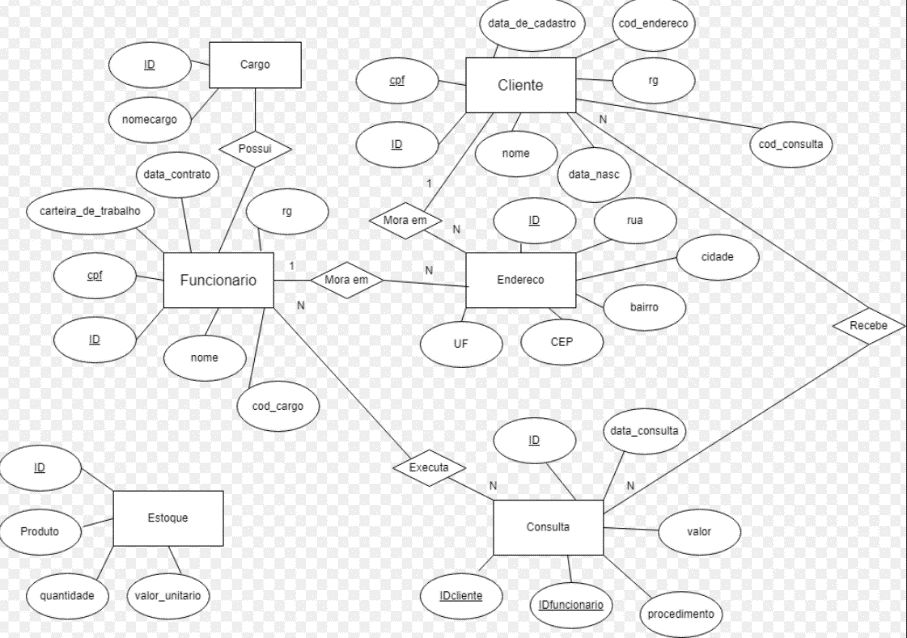 data_de_cadastro
cod_endereco
ID
Cargo
cpf
Cliente
rg
nomecargo
N
ID
nome
cod_consulta
Possui
data_contrato
data_nasc
1
carteira_de_trabalho
rg
Mora em
N
ID
rua
cidade
cpf
Funcionario
1
Mora em
N
Endereco
N
bairro
Recebe
ID
nome
UF
CEP
cod_cargo
ID
data_consulta
ID
Executa
N
N
Produto
Estoque
Consulta
valor
quantidade
valor_unitario
IDcliente
IDfuncionario
procedimento